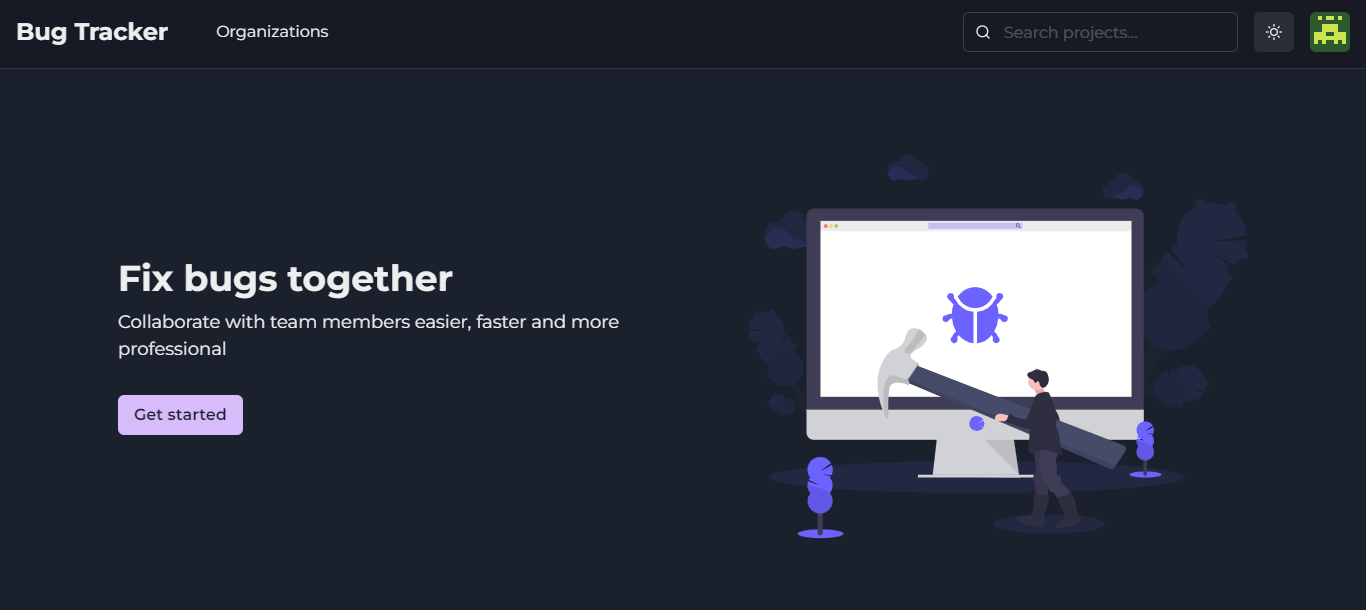 Bug Tracker
Organizations
Search projects...
Fix bugs together
Collaborate with team members easier, faster and more
professional
Get started